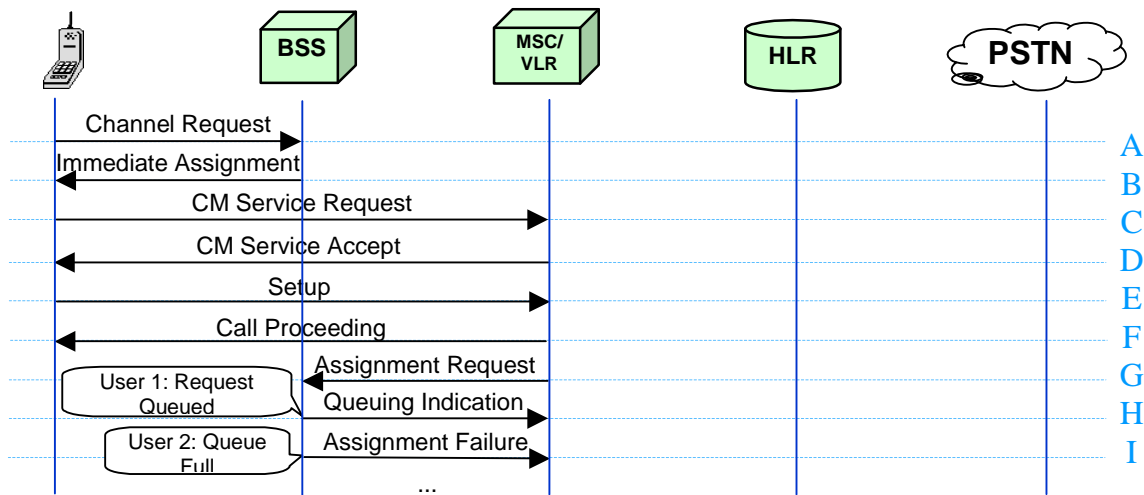 BSS
MSC/
VLR
HLR
PSTN
Channel Request
A
Immediate Assignment
B
CM Service Request
C
CM Service Accept
D
Setup
E
Call Proceeding
F
Assignment Request
G
User 1: Request
Queued
Queuing Indication
H
User 2: Queue
Full
Assignment Failure
I
...